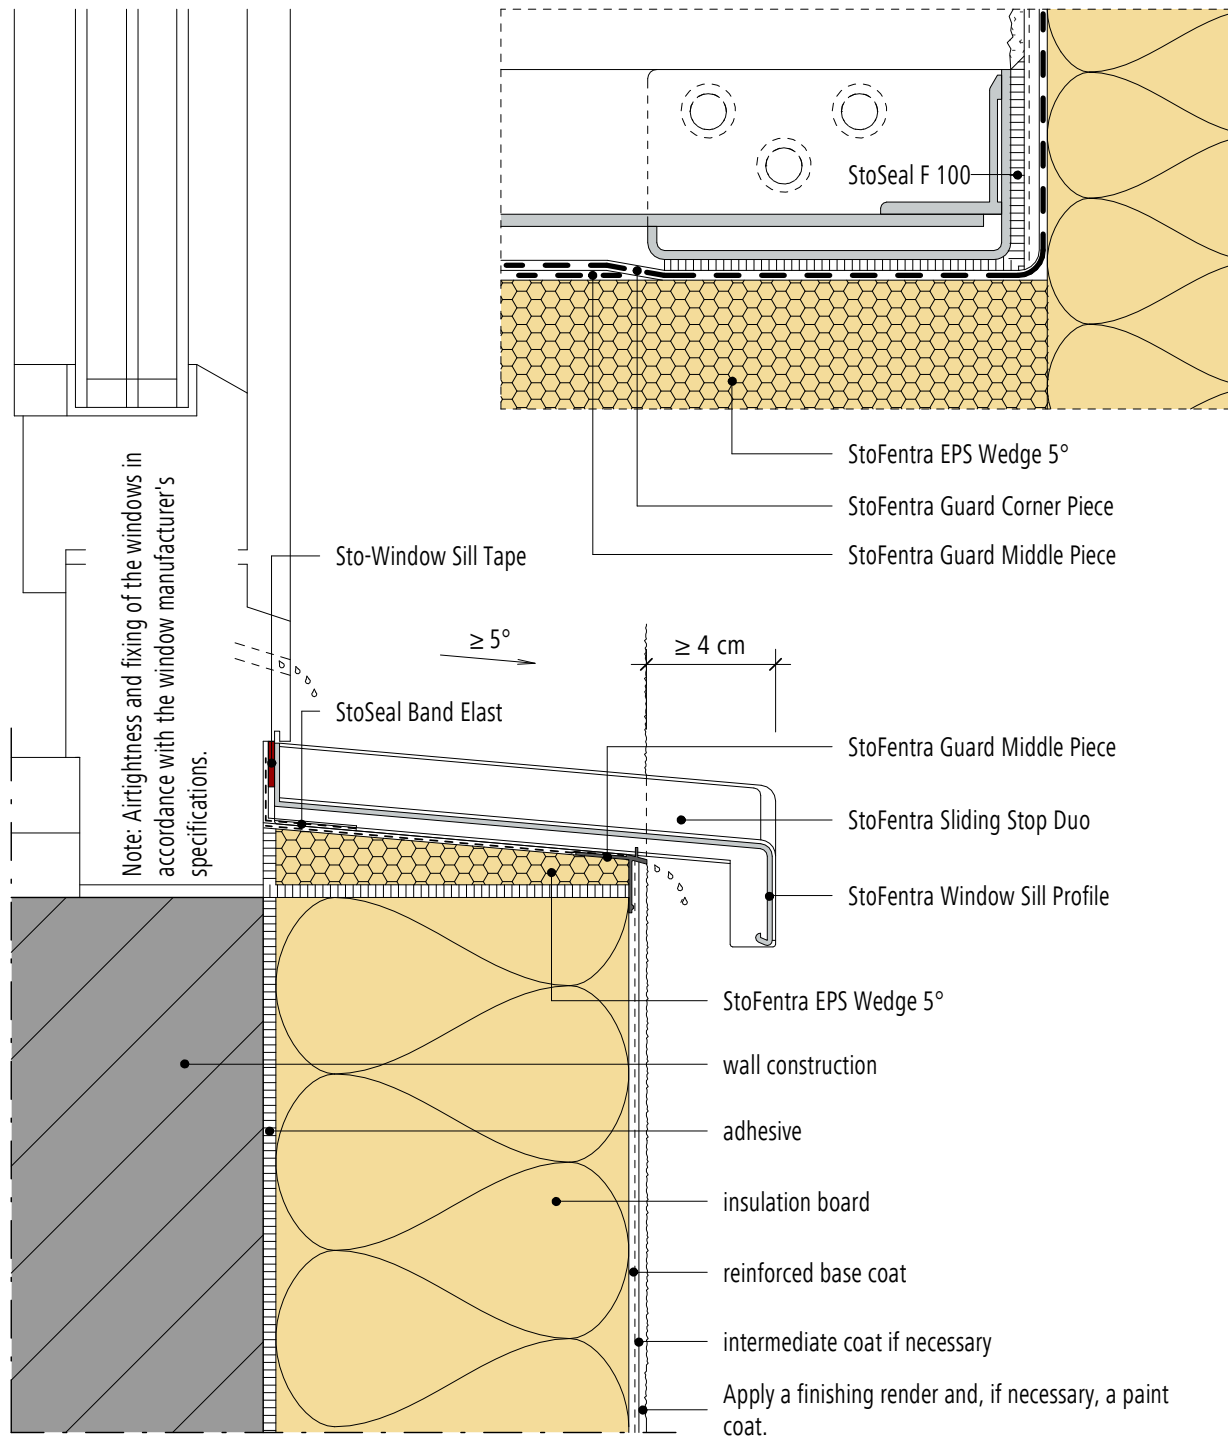 StoSeal F 100
StoFentra EPS Wedge 5°
StoFentra Guard Corner Piece
StoFentra Guard Middle Piece
Note: Airtightness and fixing of the windows in
accordance with the window manufacturer's
specifications.
Sto-Window Sill Tape
≥ 5°
≥ 4 cm
StoSeal Band Elast
StoFentra Guard Middle Piece
StoFentra Sliding Stop Duo
StoFentra Window Sill Profile
StoFentra EPS Wedge 5°
wall construction
adhesive
insulation board
reinforced base coat
intermediate coat if necessary
Apply a finishing render and, if necessary, a paint
coat.